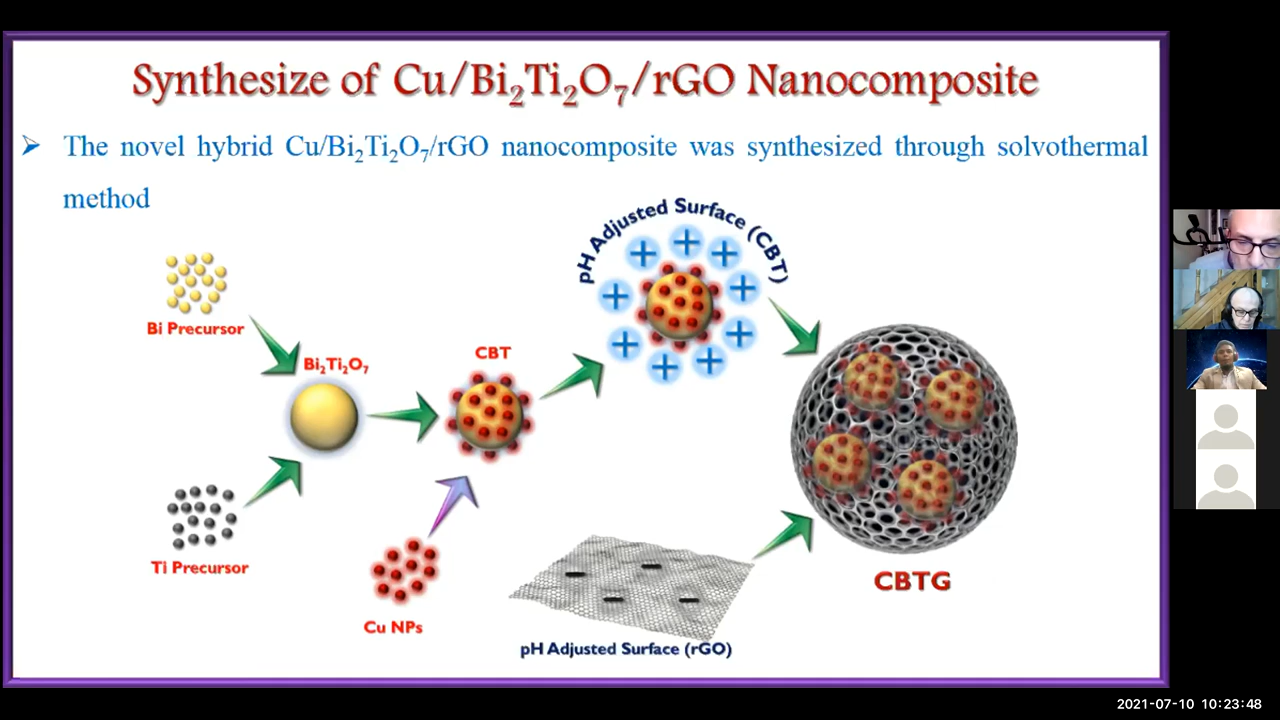 Synthesize of Cu/Bi₂Ti₂O₇/rGO Nanocomposite
➢ The novel hybrid Cu/Bi₂Ti₂O₇/rGO nanocomposite was synthesized through solvothermal
method
pH Adjusted Surface (CBT)
Bi Precursor
Bi₂Ti₂O₇
CBT
Ti Precursor
Cu NPs
pH Adjusted Surface (rGO)
CBTG
2021-07-10 10:23:48